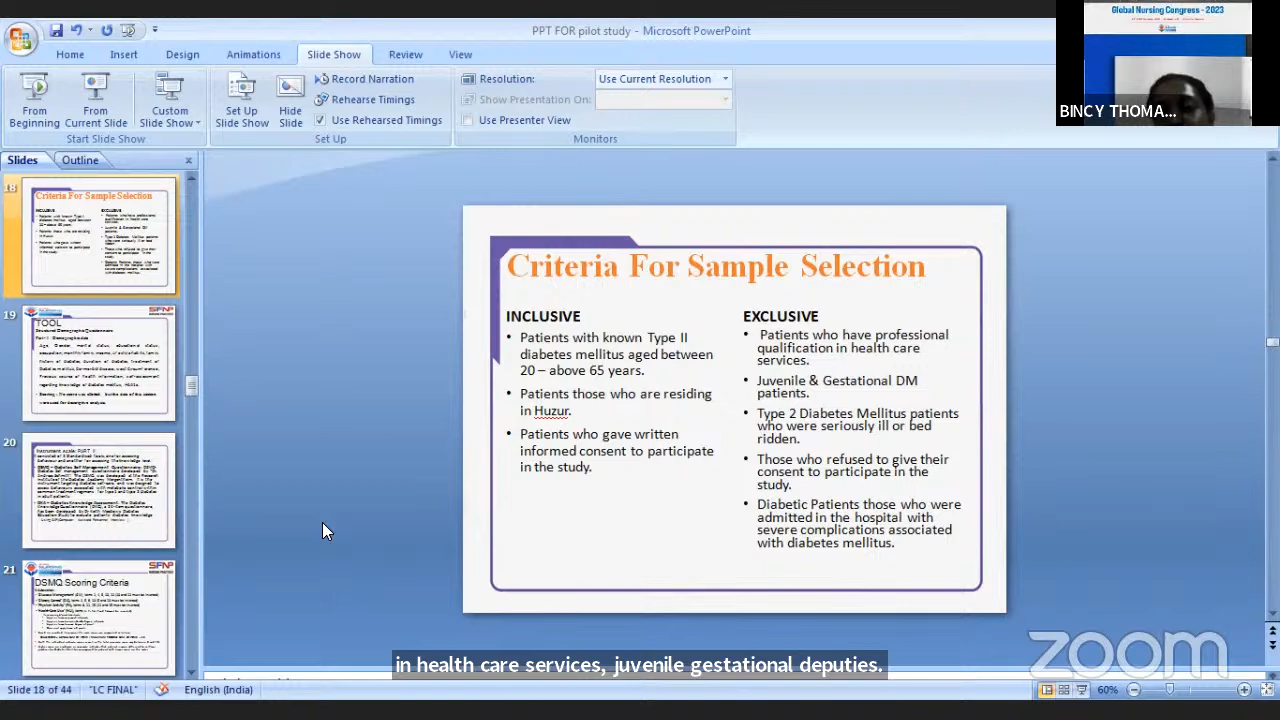 PPT FOR pilot study - Microsoft PowerPoint
Global Nursing Congress - 2023
BINCY THOMA...
Home Insert Design Animations Slide Show Review View
From Beginning
From Current Slide
Custom Slide Show
Start Slide Show
Set Up Slide Show
Hide Slide
Record Narration
Rehearse Timings
Use Rehearsed Timings
Set Up
Resolution: Use Current Resolution
Show Presentation On:
Use Presenter View
Monitors
Slides Outline
18
Criteria For Sample Selection
19
TOOL
20
21
DSMQ Scoring Criteria
Criteria For Sample Selection
INCLUSIVE
• Patients with known Type II
diabetes mellitus aged between
20 – above 65 years.
• Patients those who are residing
in Huzur.
• Patients who gave written
informed consent to participate
in the study.
EXCLUSIVE
• Patients who have professional
qualification in health care
services.
• Juvenile & Gestational DM
patients.
• Type 2 Diabetes Mellitus patients
who were seriously ill or bed
ridden.
• Those who refused to give their
consent to participate in the
study.
• Diabetic Patients those who were
admitted in the hospital with
severe complications associated
with diabetes mellitus.
zoom
in health care services, juvenile gestational deputies.
Slide 18 of 44 "LC FINAL" English (India) 60%